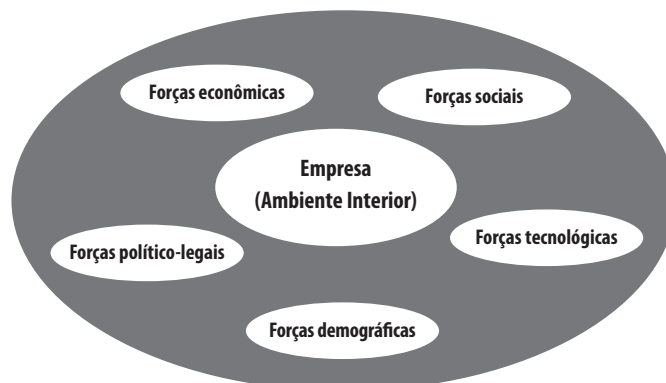 Forças econômicas
Forças sociais
Empresa
(Ambiente Interior)
Forças político-legais
Forças tecnológicas
Forças demográficas